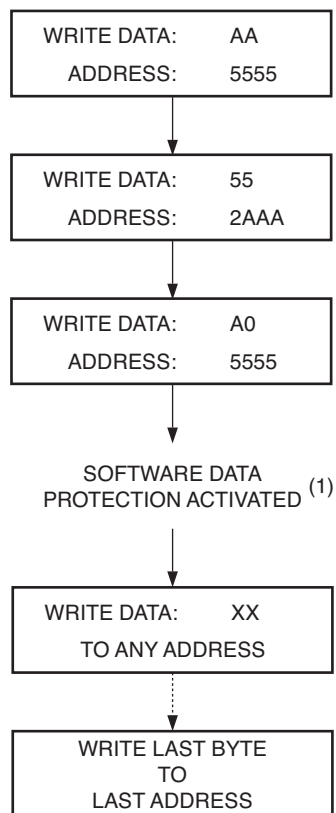 WRITE DATA: AA
ADDRESS: 5555
WRITE DATA: 55
ADDRESS: 2AAA
WRITE DATA: A0
ADDRESS: 5555
SOFTWARE DATA
PROTECTION ACTIVATED (1)
WRITE DATA: XX
TO ANY ADDRESS
WRITE LAST BYTE
TO
LAST ADDRESS